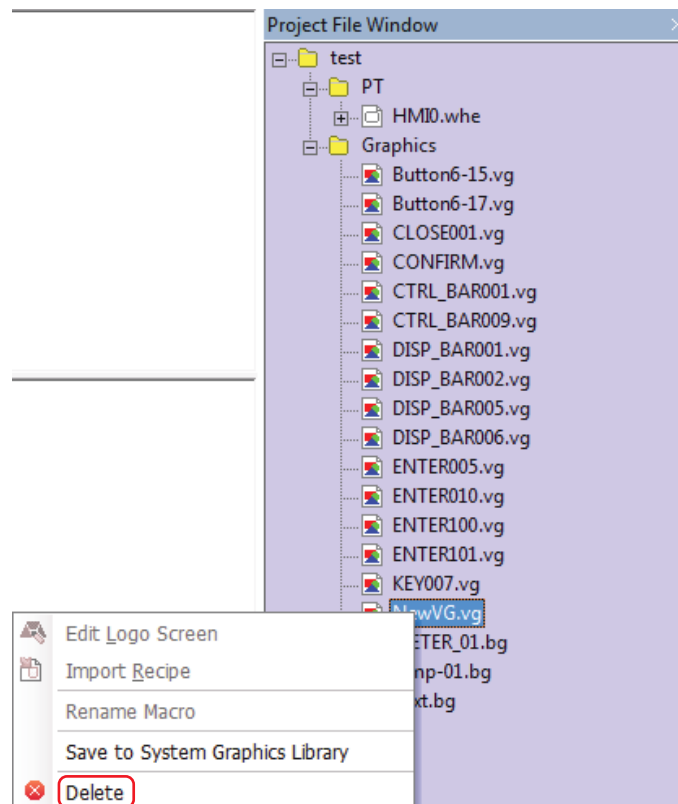 Project File Window
test
PT
HMI0.whe
Graphics
Button6-15.vg
Button6-17.vg
CLOSE001.vg
CONFIRM.vg
CTRL_BAR001.vg
CTRL_BAR009.vg
DISP_BAR001.vg
DISP_BAR002.vg
DISP_BAR005.vg
DISP_BAR006.vg
ENTER005.vg
ENTER010.vg
ENTER100.vg
ENTER101.vg
KEY007.vg
NewVG.vg
ETER_01.bg
np-01.bg
xt.bg
Edit Logo Screen
Import Recipe
Rename Macro
Save to System Graphics Library
Delete